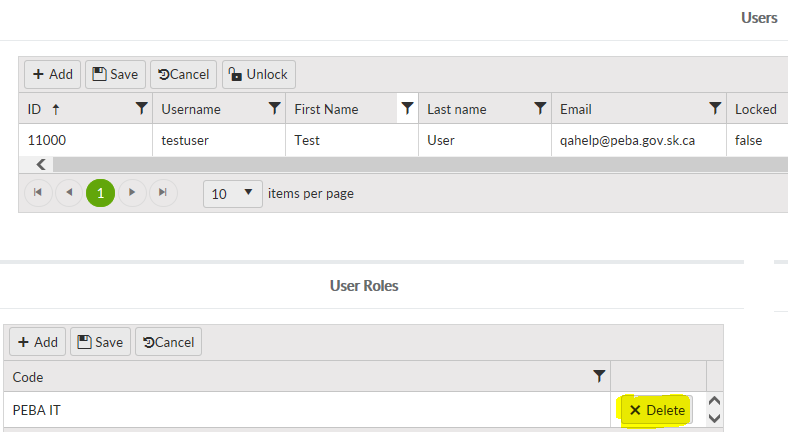 Users
+ Add Save Cancel Unlock
ID ↑ Username First Name Last name Email Locked
11000 testuser Test User qahelp@peba.gov.sk.ca false
1 10 items per page
User Roles
+ Add Save Cancel
Code
PEBA IT × Delete